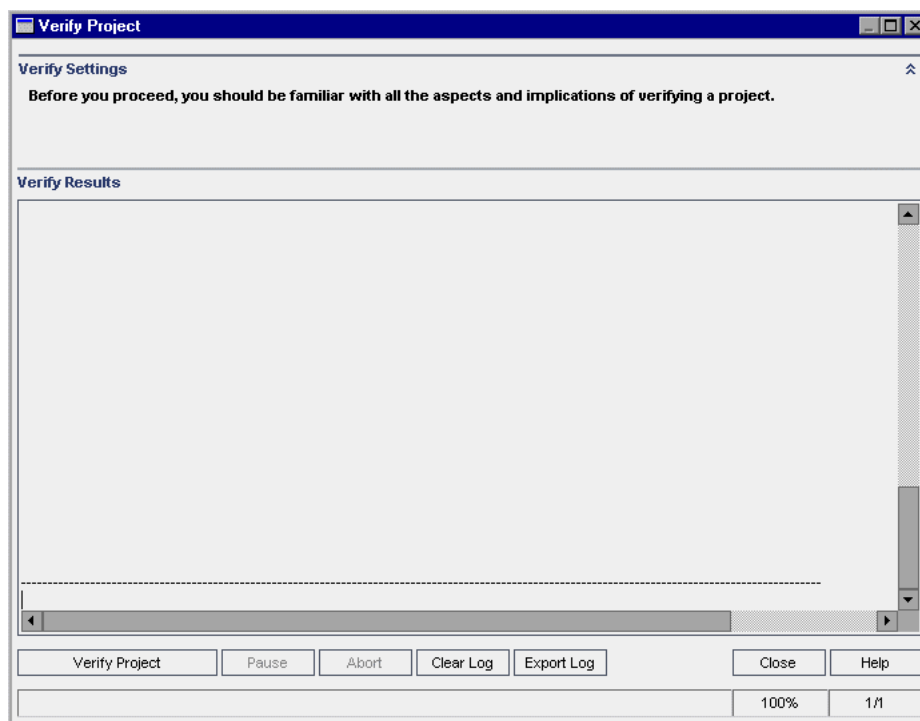 Verify Project
Verify Settings
Before you proceed, you should be familiar with all the aspects and implications of verifying a project.
Verify Results
--------------------------------------------------------------------------------------------------------------------------------------------
Verify Project Pause Abort Clear Log Export Log Close Help
100% 1/1